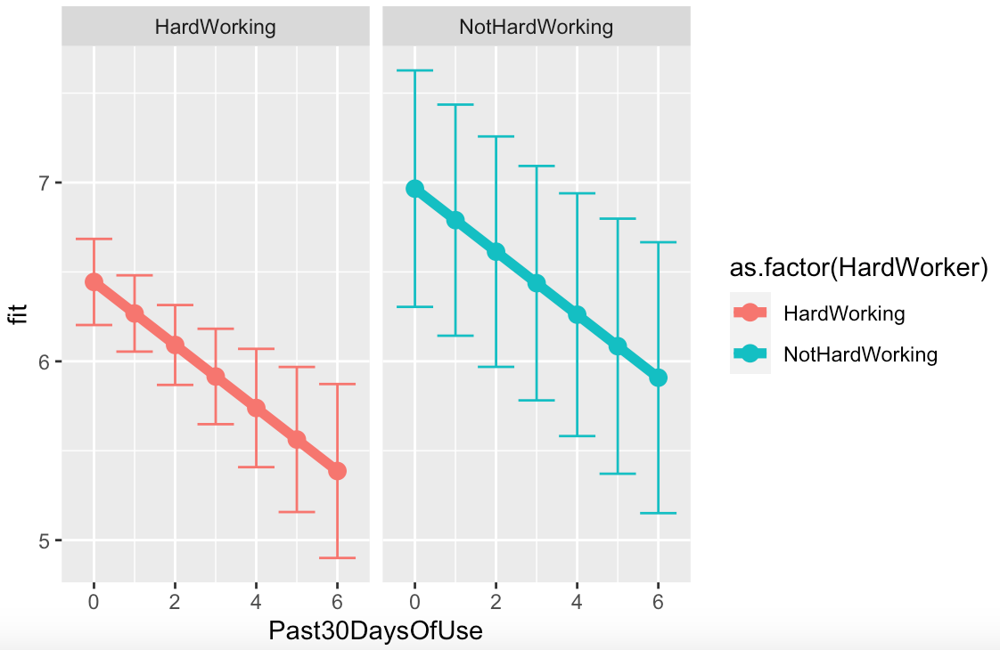 HardWorking
NotHardWorking
7
6
5
fit
0 2 4 6
0 2 4 6
Past30DaysOfUse
as.factor(HardWorker)
HardWorking
NotHardWorking